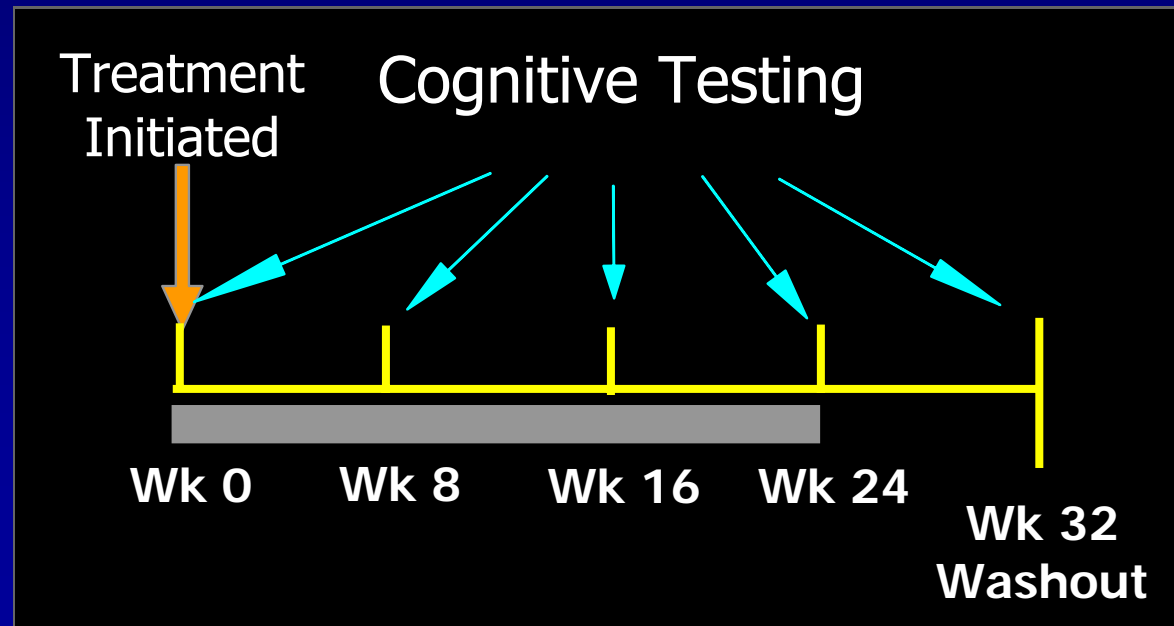 Treatment
Initiated
Cognitive Testing
Wk 0
Wk 8
Wk 16
Wk 24
Wk 32
Washout